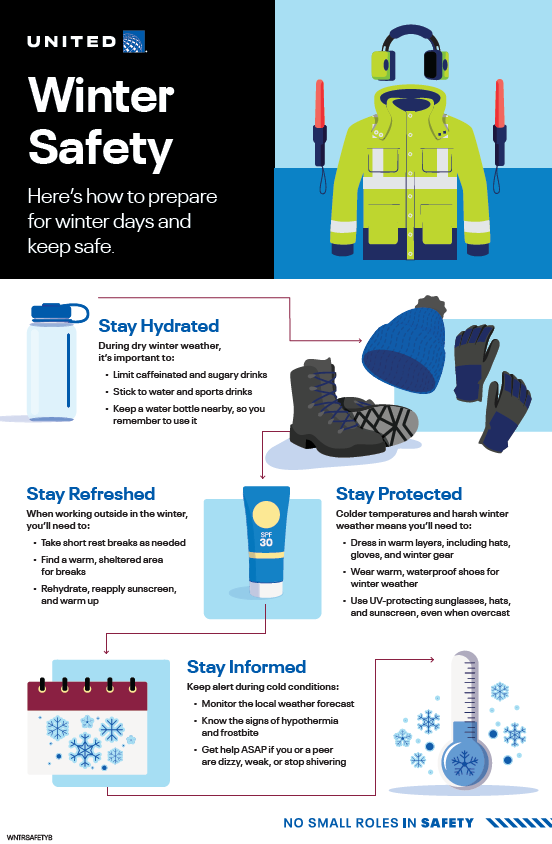 UNITED
Winter
Safety
Here's how to prepare
for winter days and
keep safe.
Stay Hydrated
During dry winter weather,
it's important to:
• Limit caffeinated and sugary drinks
• Stick to water and sports drinks
• Keep a water bottle nearby, so you
remember to use it
Stay Refreshed
When working outside in the winter,
you'll need to:
• Take short rest breaks as needed
• Find a warm, sheltered area
for breaks
• Rehydrate, reapply sunscreen,
and warm up
SPF
30
Stay Protected
Colder temperatures and harsh winter
weather means you'll need to:
• Dress in warm layers, including hats,
gloves, and winter gear
• Wear warm, waterproof shoes for
winter weather
• Use UV-protecting sunglasses, hats,
and sunscreen, even when overcast
Stay Informed
Keep alert during cold conditions:
• Monitor the local weather forecast
• Know the signs of hypothermia
and frostbite
• Get help ASAP if you or a peer
are dizzy, weak, or stop shivering
NO SMALL ROLES IN SAFETY
WNTRSAFETYB